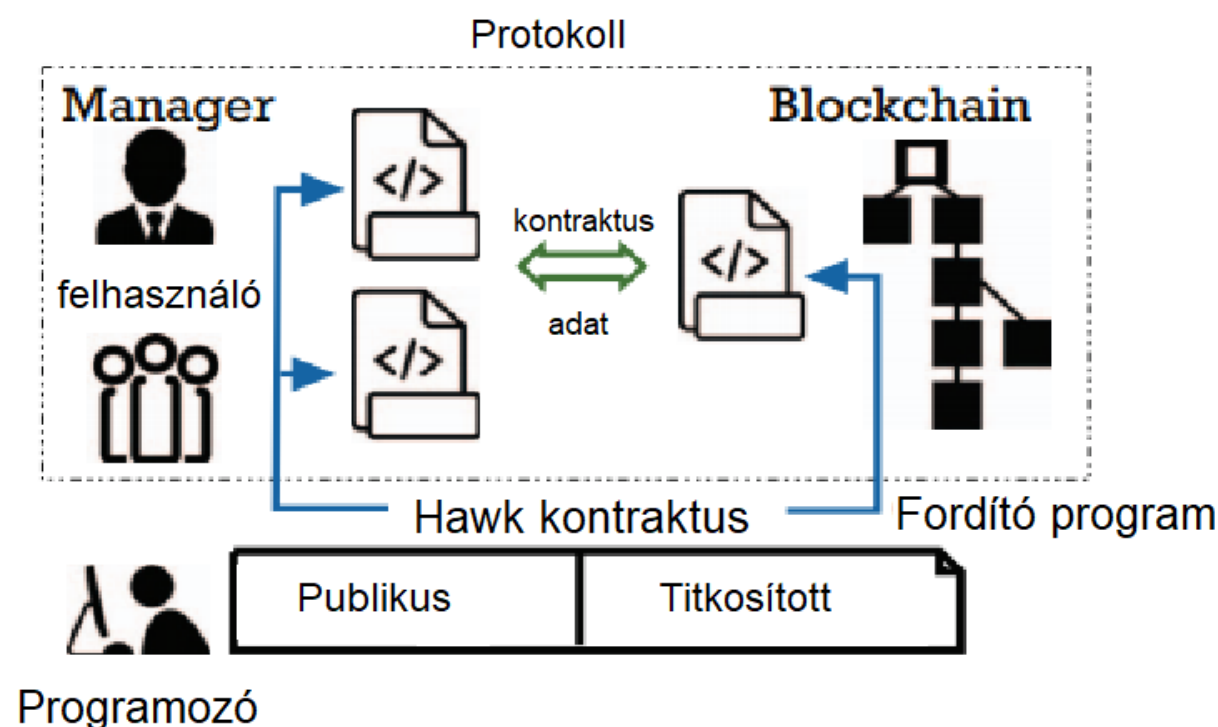 Protokoll
Manager
Blockchain
</>
</>
kontraktus
</>
felhasználó
adat
</>
Hawk kontraktus
Fordító program
Publikus
Titkosított
Programozó